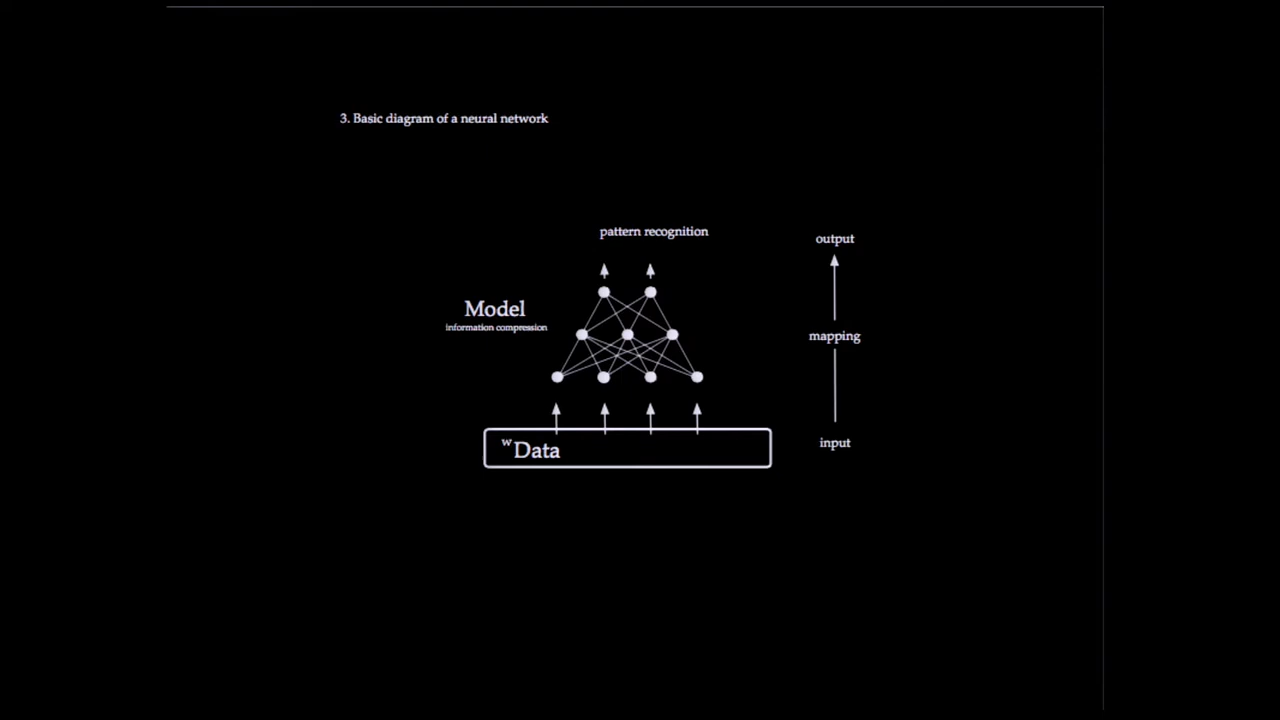 3. Basic diagram of a neural network
pattern recognition
output
Model
information compression
mapping
w Data
input